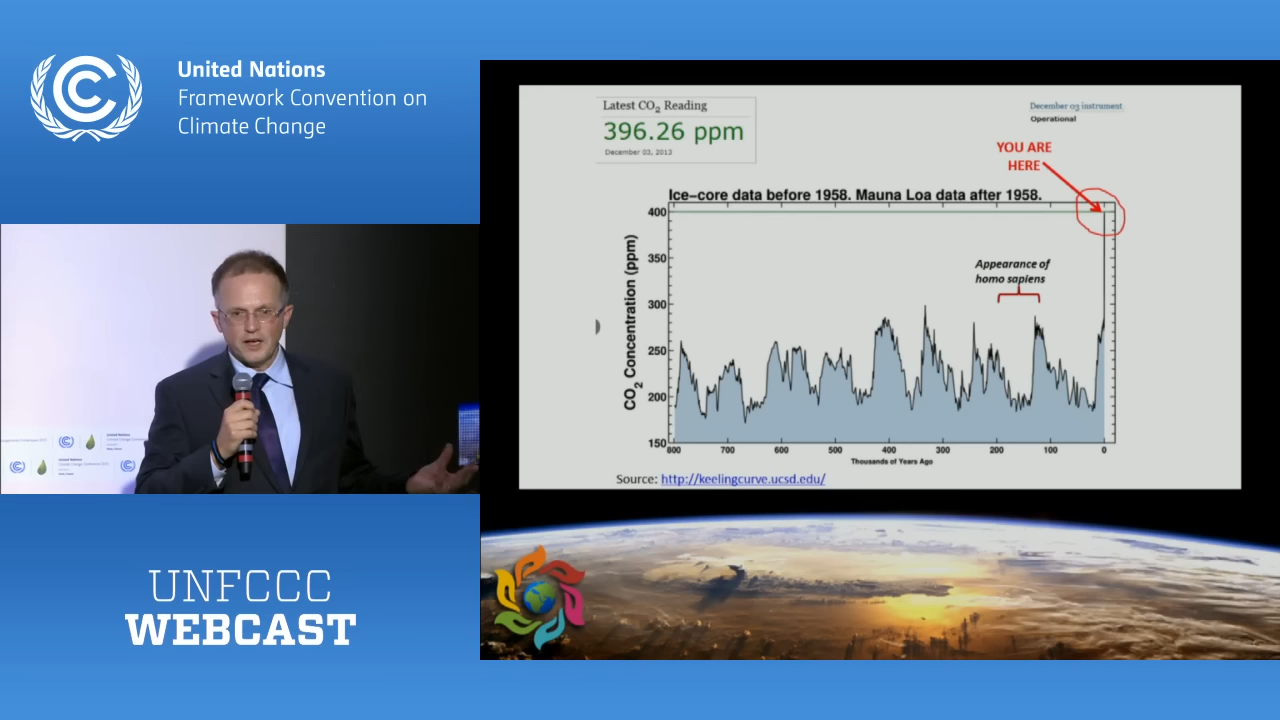 United Nations
Framework Convention on
Climate Change
Latest CO2 Reading
396.26 ppm
December 03, 2013
December 03 instrument
Operational
YOU ARE
HERE
Ice-core data before 1958. Mauna Loa data after 1958.
CO2 Concentration (ppm)
400
350
300
250
200
150
Appearance of
homo sapiens
800
700
600
500
400
300
200
100
0
Thousands of Years Ago
Source: http://keelingcurve.ucsd.edu/
UNFCCC
WEBCAST